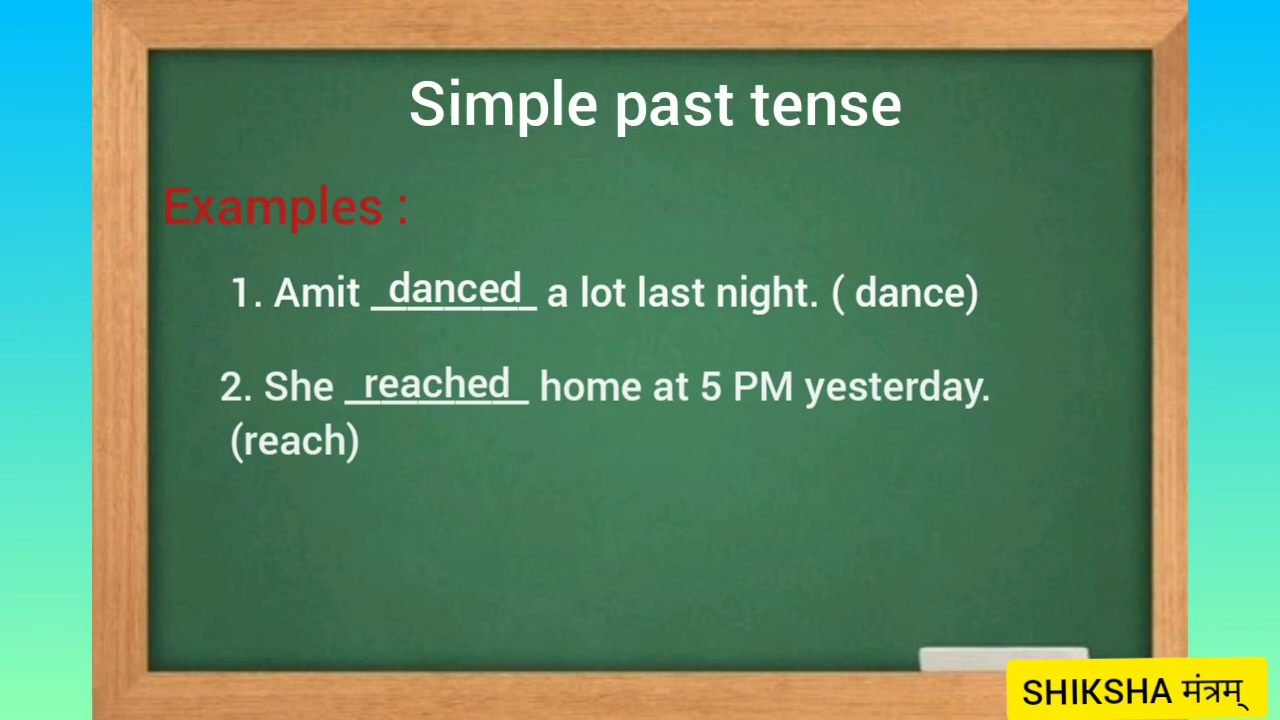 Simple past tense
Examples :
1. Amit danced a lot last night. ( dance)
2. She reached home at 5 PM yesterday.
(reach)
SHIKSHA मंत्रम्